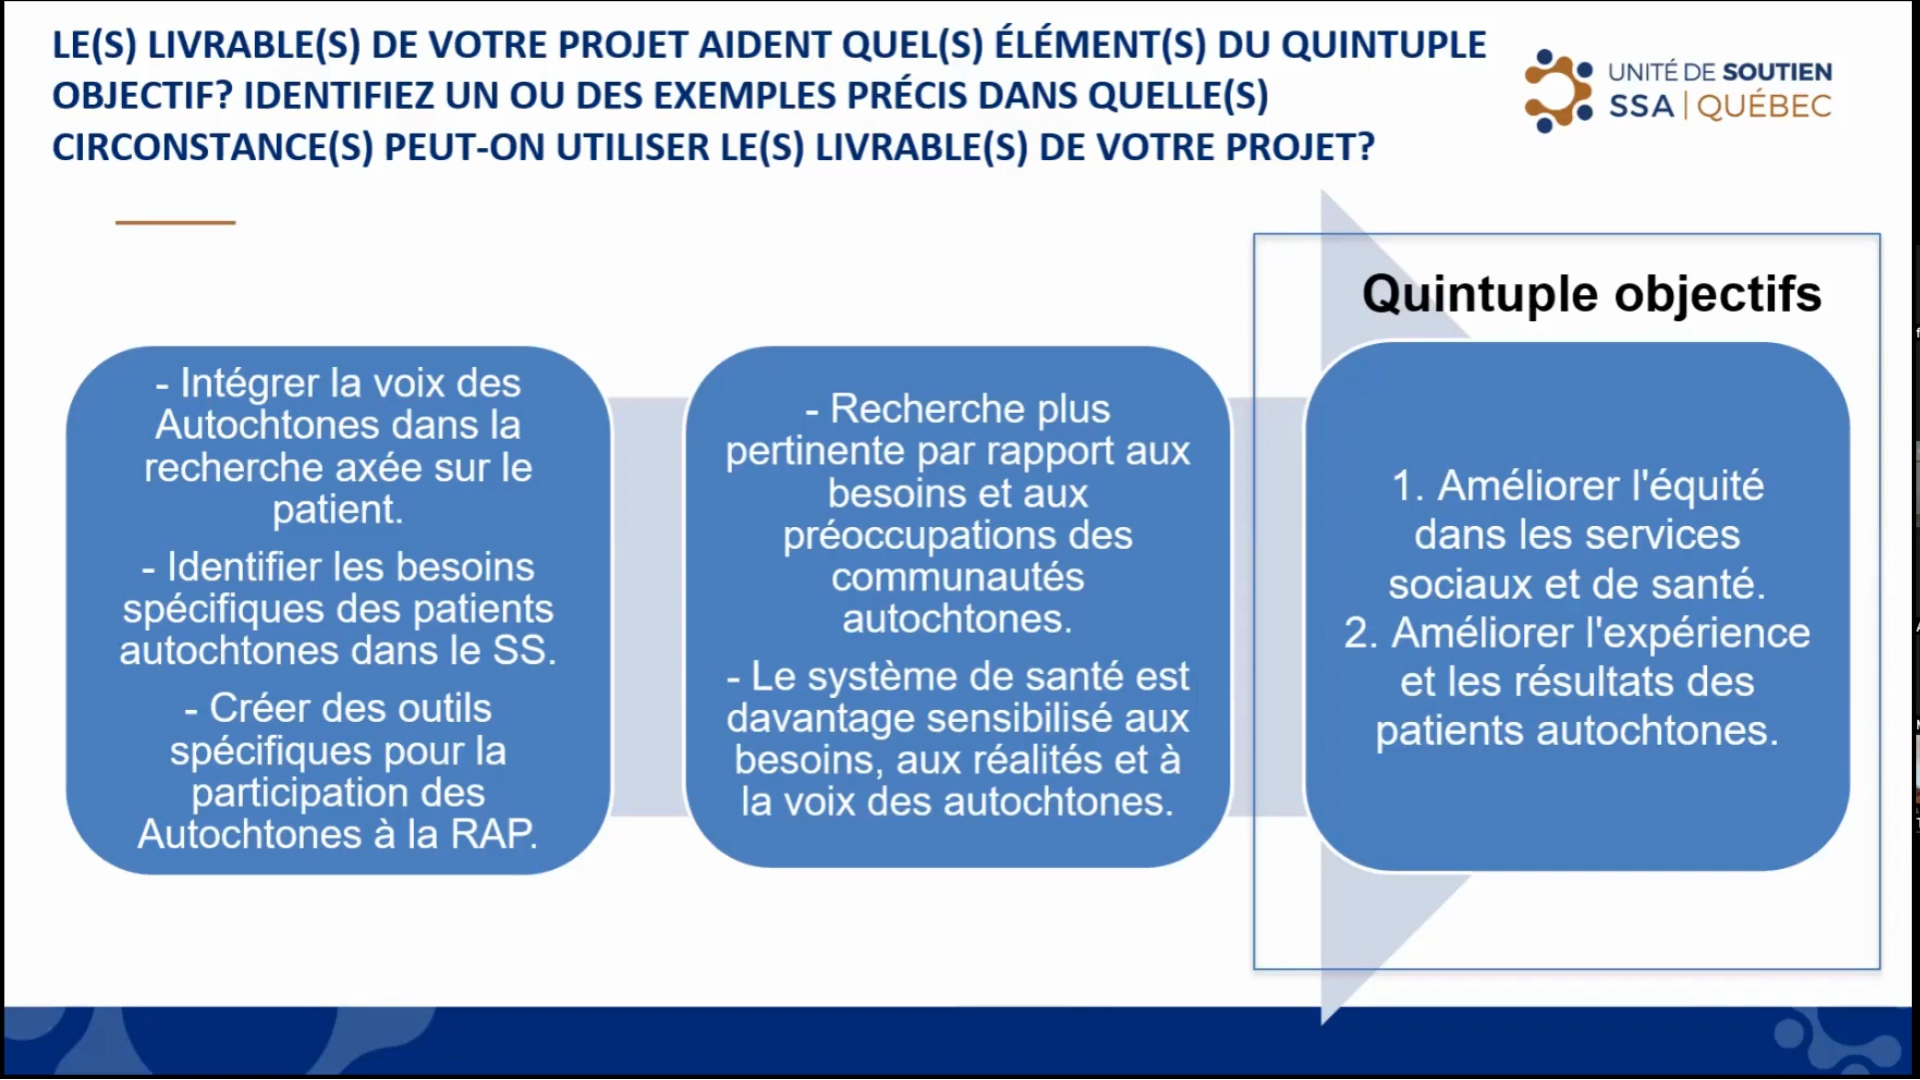 LE(S) LIVRABLE(S) DE VOTRE PROJET AIDENT QUEL(S) ÉLÉMENT(S) DU QUINTUPLE
OBJECTIF? IDENTIFIEZ UN OU DES EXEMPLES PRÉCIS DANS QUELLE(S)
CIRCONSTANCE(S) PEUT-ON UTILISER LE(S) LIVRABLE(S) DE VOTRE PROJET?
UNITÉ DE SOUTIEN
SSA | QUÉBEC
- Intégrer la voix des
Autochtones dans la
recherche axée sur le
patient.
- Identifier les besoins
spécifiques des patients
autochtones dans le SS.
- Créer des outils
spécifiques pour la
participation des
Autochtones à la RAP.
- Recherche plus
pertinente par rapport aux
besoins et aux
préoccupations des
communautés
autochtones.
- Le système de santé est
davantage sensibilisé aux
besoins, aux réalités et à
la voix des autochtones.
Quintuple objectifs
1. Améliorer l'équité
dans les services
sociaux et de santé.
2. Améliorer l'expérience
et les résultats des
patients autochtones.